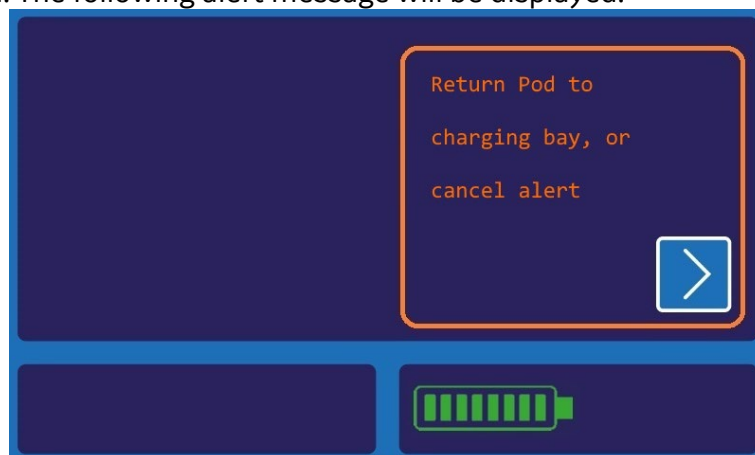 . The following alert message will be displayed:
Return Pod to
charging bay, or
cancel alert